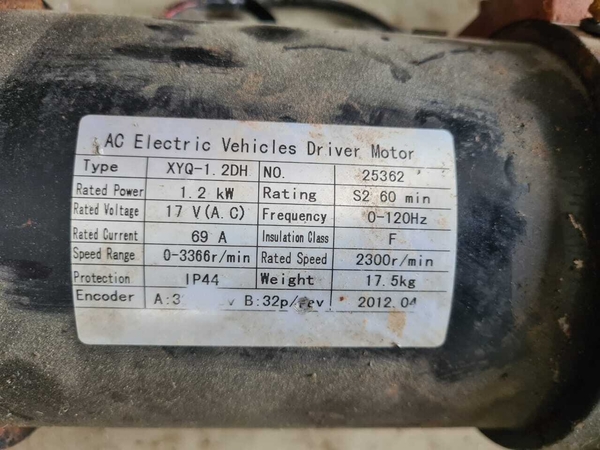 AC Electric Vehicles Driver Motor
Type XYQ-1.2DH NO. 25362
Rated Power 1.2 kW Rating S2 60 min
Rated Voltage 17 V(A.C) Frequency 0-120Hz
Rated Current 69 A Insulation Class F
Speed Range 0-3366r/min Rated Speed 2300r/min
Protection IP44 Weight 17.5kg
Encoder B:32p/rev 2012.04